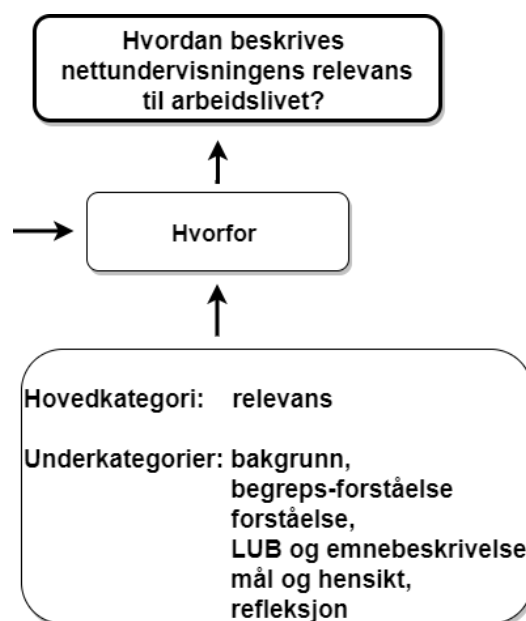 Hvordan beskrives
nettundervisningens relevans
til arbeidslivet?
Hvorfor
Hovedkategori: relevans
Underkategorier: bakgrunn,
begreps-forståelse
forståelse,
LUB og emnebeskrivelse
mål og hensikt,
refleksjon